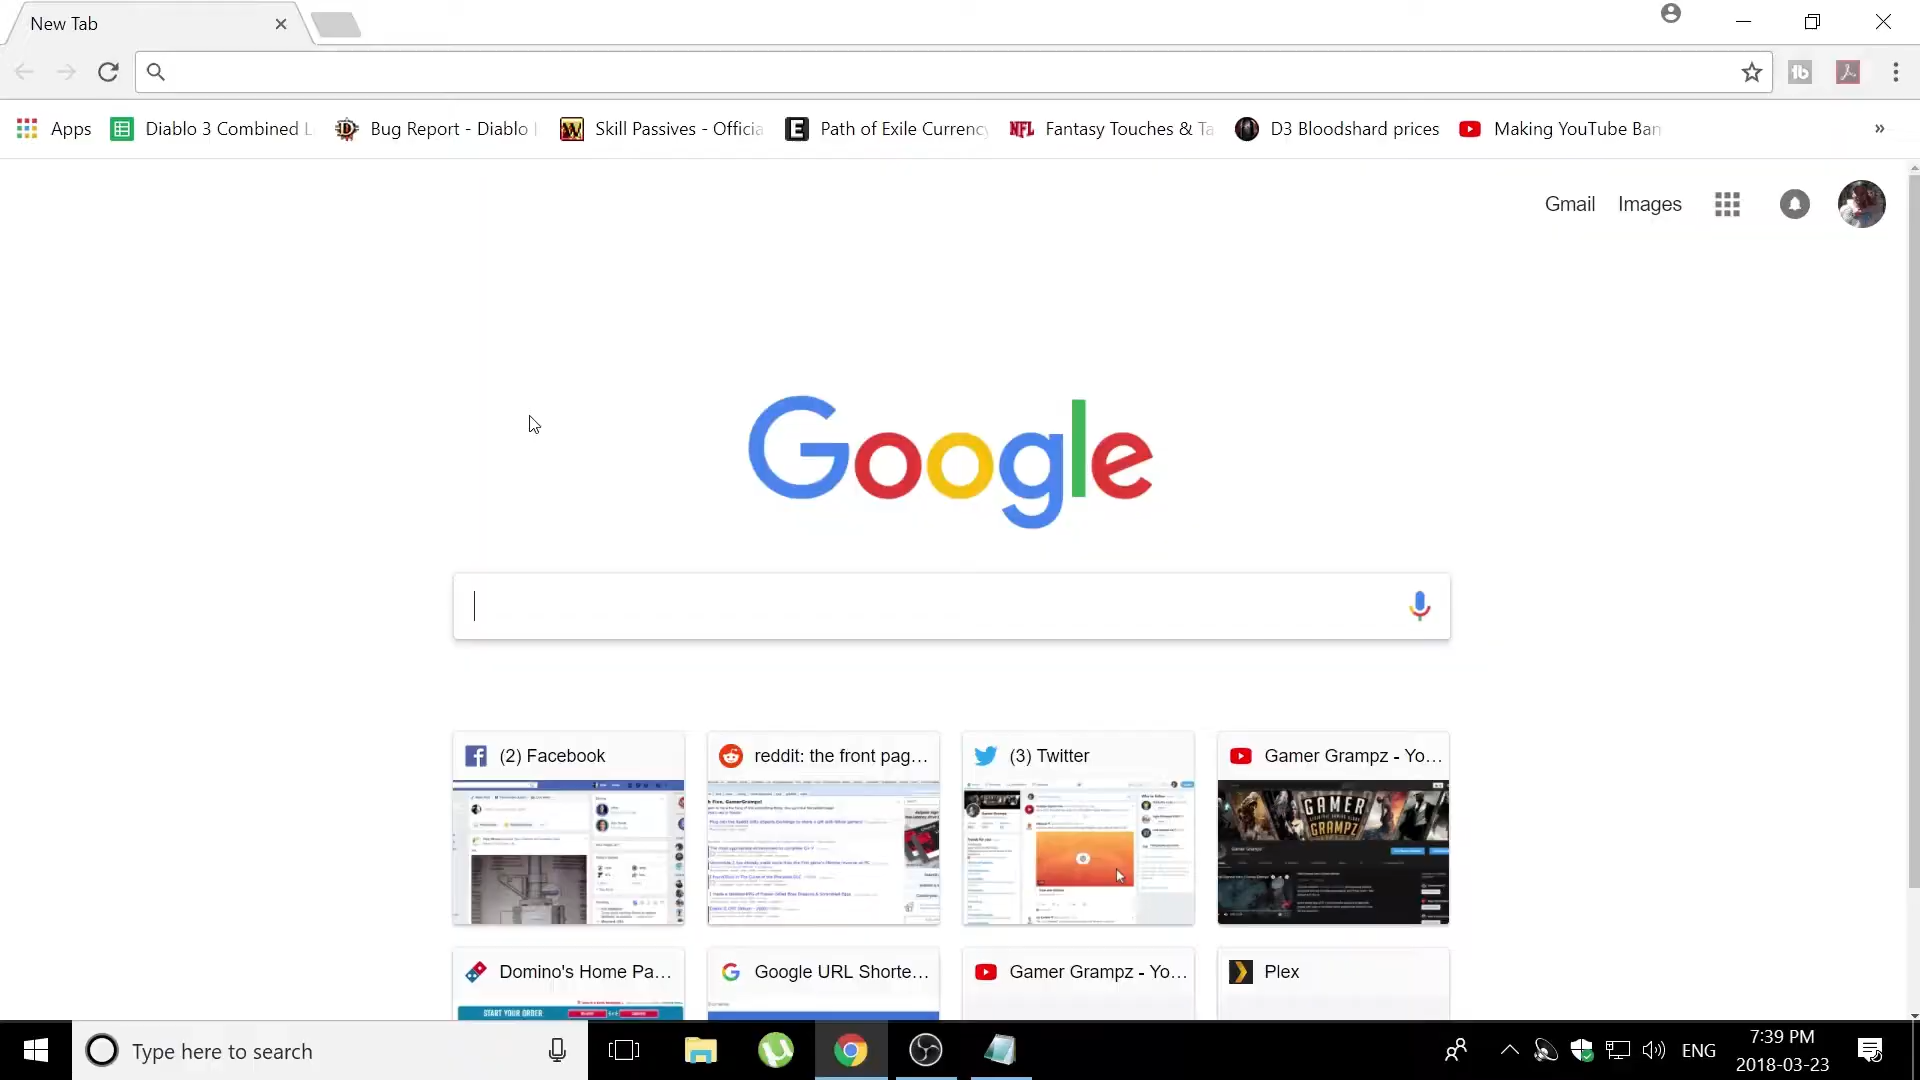 New Tab
Apps Diablo 3 Combined L Bug Report - Diablo Skill Passives - Officia Path of Exile Currency Fantasy Touches & Ta D3 Bloodshard prices Making YouTube Ban »
Gmail Images
Google
(2) Facebook reddit: the front pag... (3) Twitter Gamer Grampz - Yo...
GAMER
GRAMPZ
Domino's Home Pa... Google URL Shorte... Gamer Grampz - Yo... Plex
START YOUR ORDER
Type here to search ENG 7:39 PM
2018-03-23